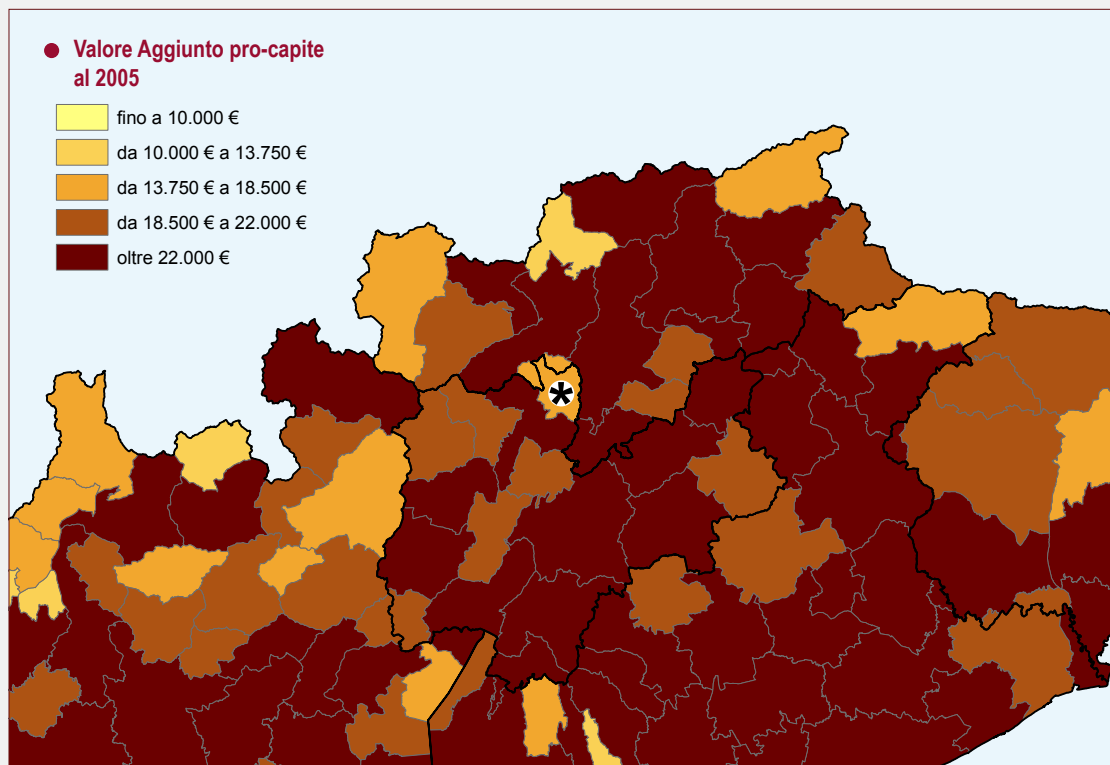 Valore Aggiunto pro-capite
al 2005
fino a 10.000 €
da 10.000 € a 13.750 €
da 13.750 € a 18.500 €
da 18.500 € a 22.000 €
oltre 22.000 €
*